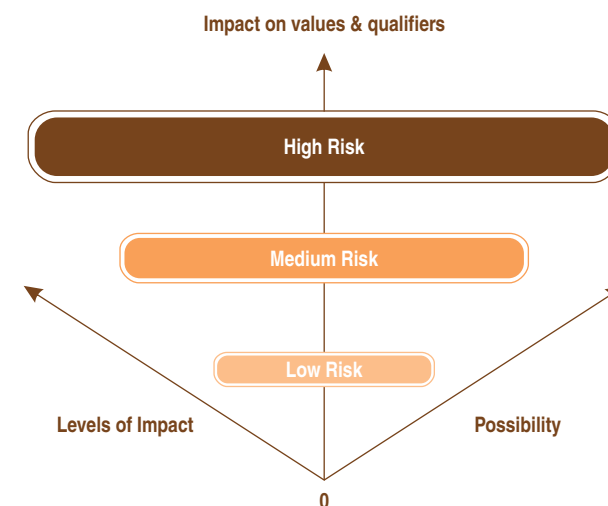 Impact on values & qualifiers
High Risk
Medium Risk
Low Risk
Levels of Impact
Possibility
0